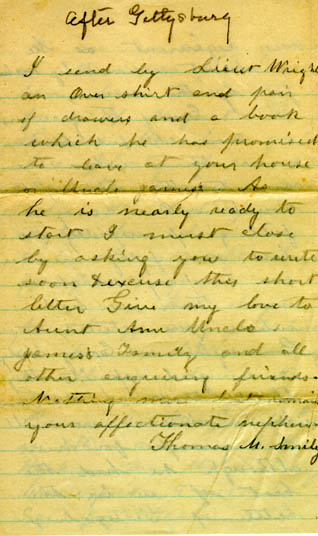 After Gettysburg
I send by Lieut Wright
an Over shirt and pair
of drawers and a book
which he has promised
to leave at your house
or Uncle James's As
he is nearly ready to
start I must close
by asking you to write
soon & excuse this short
letter Give my love to
Aunt Ann Uncle
James's Family and all
other enquiring friends.
Nothing more but remain
your affectionate nephew.
Thomas M.